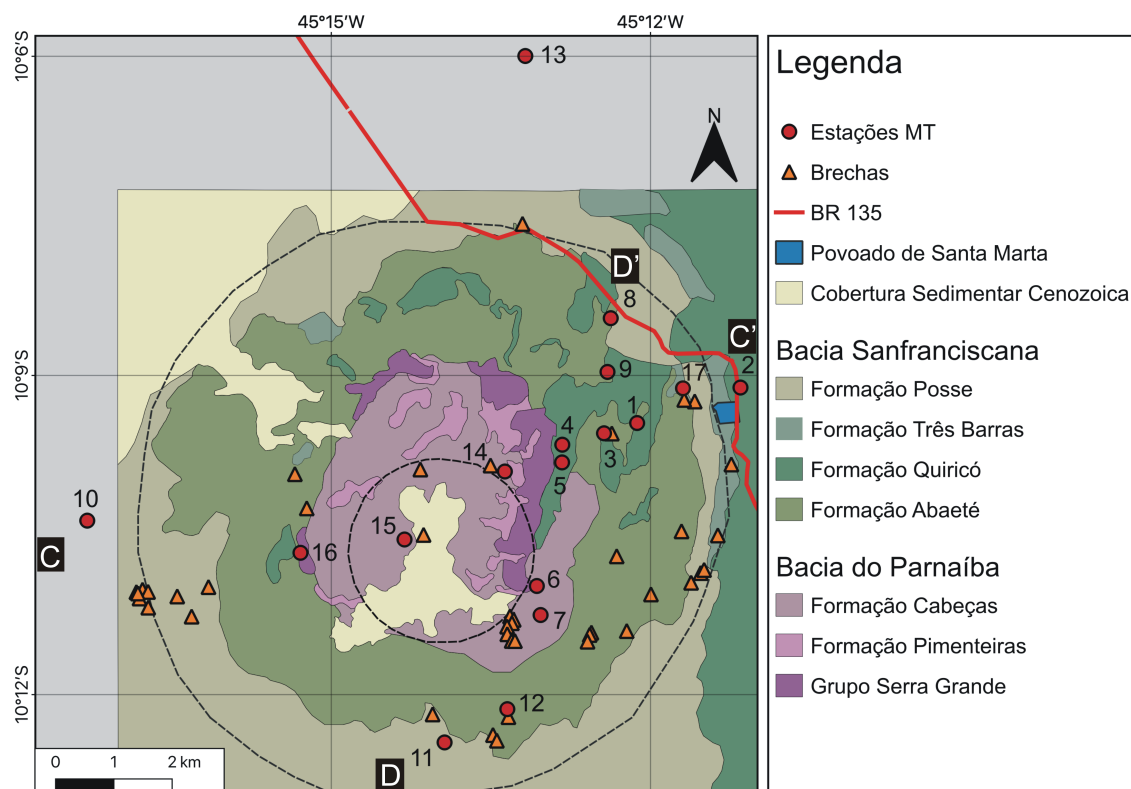 45°15'W
45°12'W
10°6'S
13
N
D'
8
C'
10°9'S
9
17
2
4
1
14
3
5
10
15
C
16
6
7
10°12'S
12
11
D
0
1
2 km
Legenda
Estações MT
Brechas
BR 135
Povoado de Santa Marta
Cobertura Sedimentar Cenozoica
Bacia Sanfranciscana
Formação Posse
Formação Três Barras
Formação Quiricó
Formação Abaeté
Bacia do Parnaíba
Formação Cabeças
Formação Pimenteiras
Grupo Serra Grande